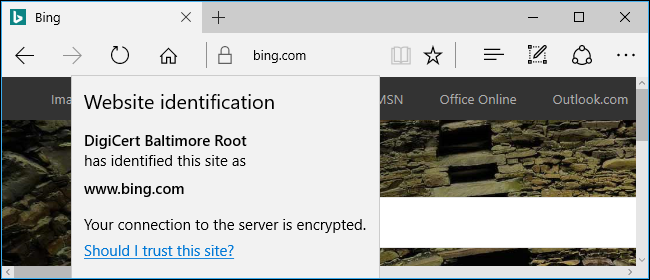 Bing
bing.com
Ima
MSN
Office Online
Outlook.com
Website identification
DigiCert Baltimore Root
has identified this site as
www.bing.com
Your connection to the server is encrypted.
Should I trust this site?